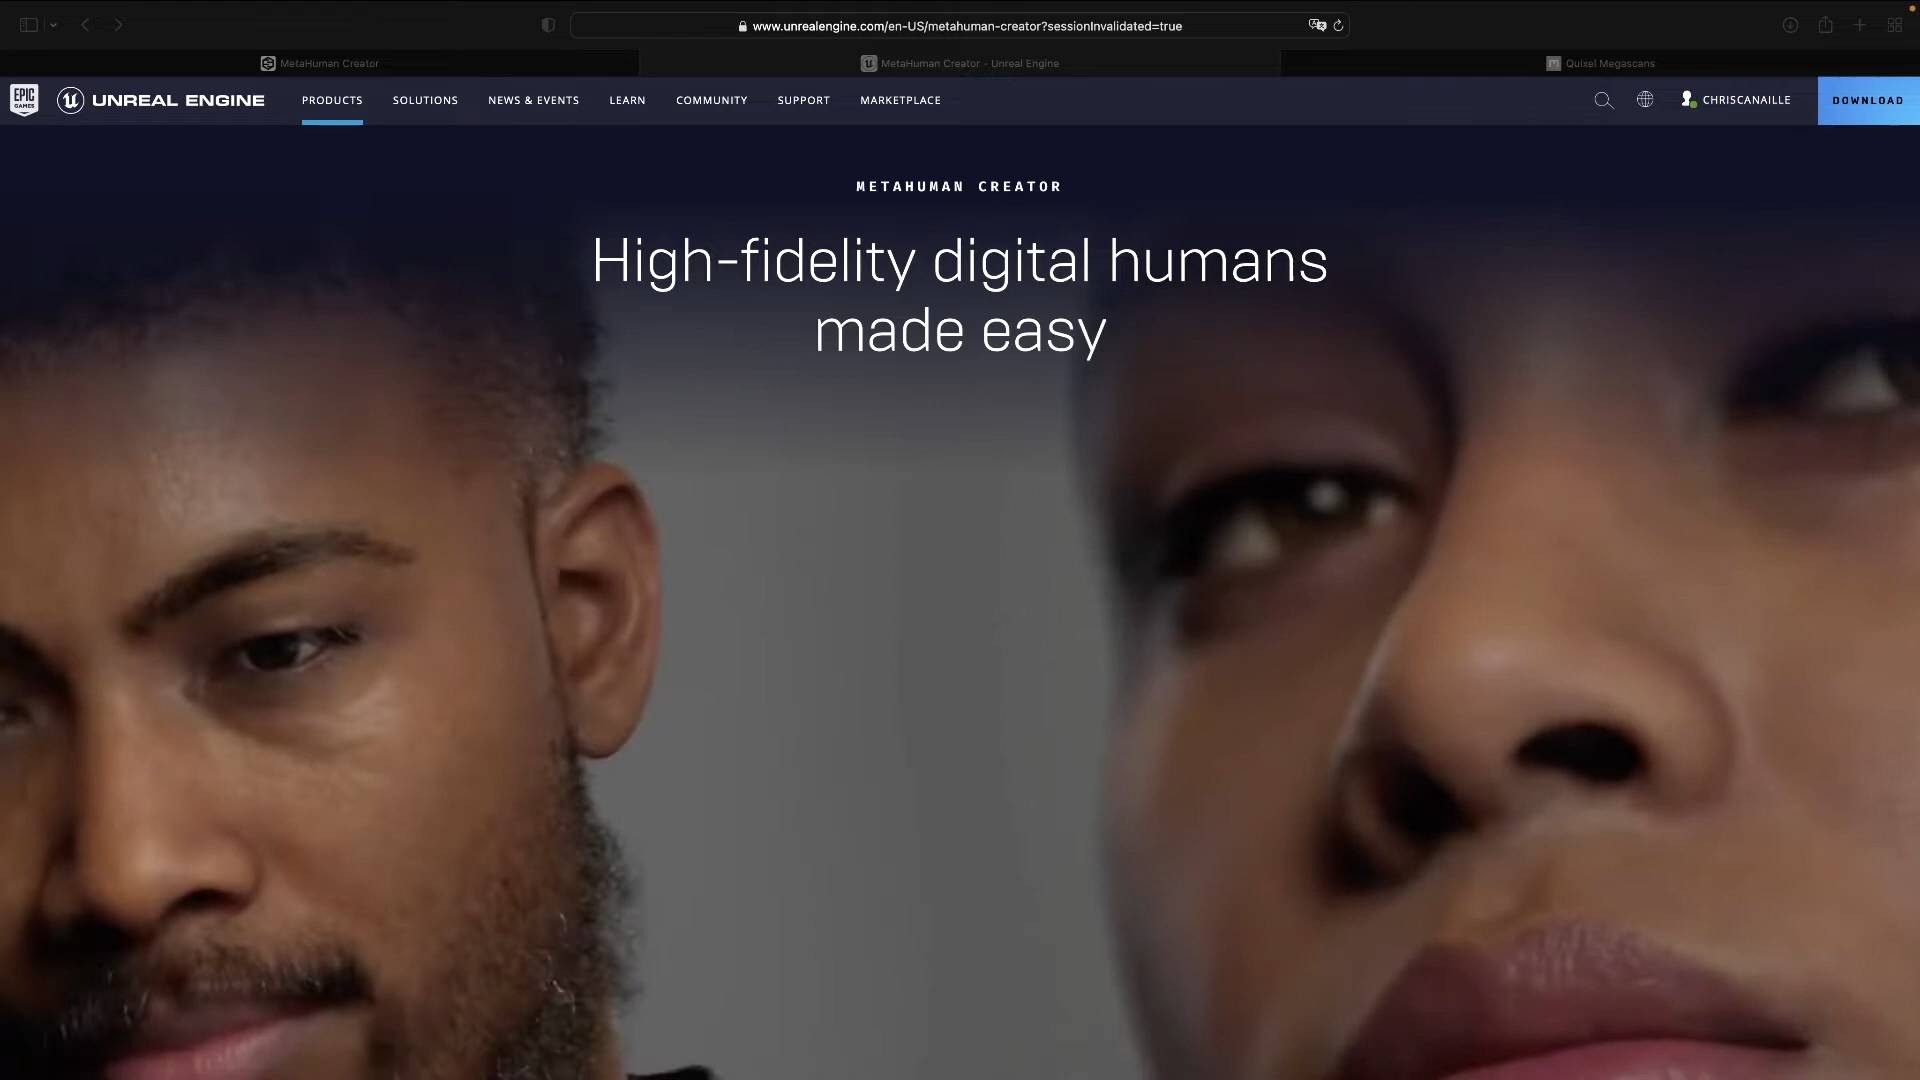 www.unrealengine.com/en-US/metahuman-creator?sessionInvalidated=true
MetaHuman Creator
MetaHuman Creator - Unreal Engine
Quixel Megascans
EPIC GAMES
UNREAL ENGINE
PRODUCTS
SOLUTIONS
NEWS & EVENTS
LEARN
COMMUNITY
SUPPORT
MARKETPLACE
CHRISCANAILLE
DOWNLOAD
METAHUMAN CREATOR
High-fidelity digital humans
made easy